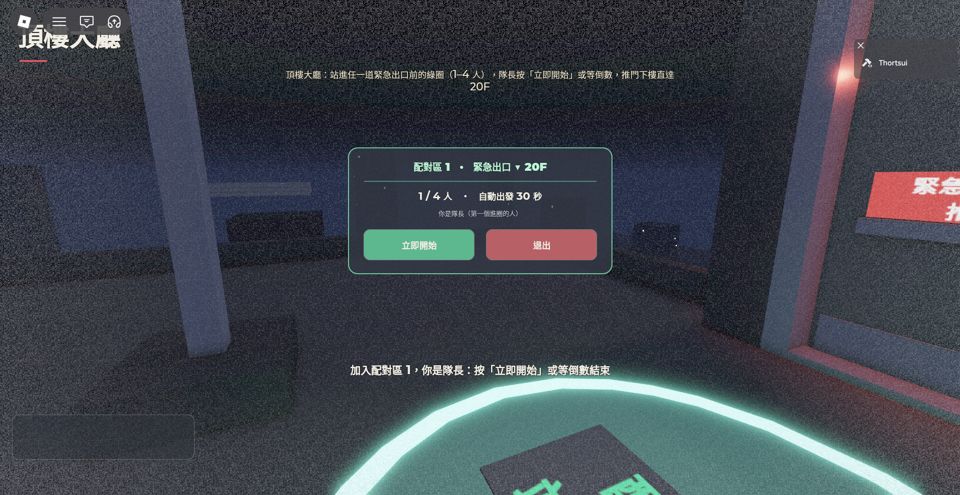 頂樓大廳
頂樓大廳：站進任一道緊急出口前的綠圈（1–4 人），隊長按「立即開始」或等倒數，推門下樓直達
20F
Thortsui
配對區 1 • 緊急出口 ▼ 20F
1 / 4 人 · 自動出發 30 秒
你是隊長（第一個進圈的人）
立即開始
退出
緊急
加入配對區 1，你是隊長：按「立即開始」或等倒數結束